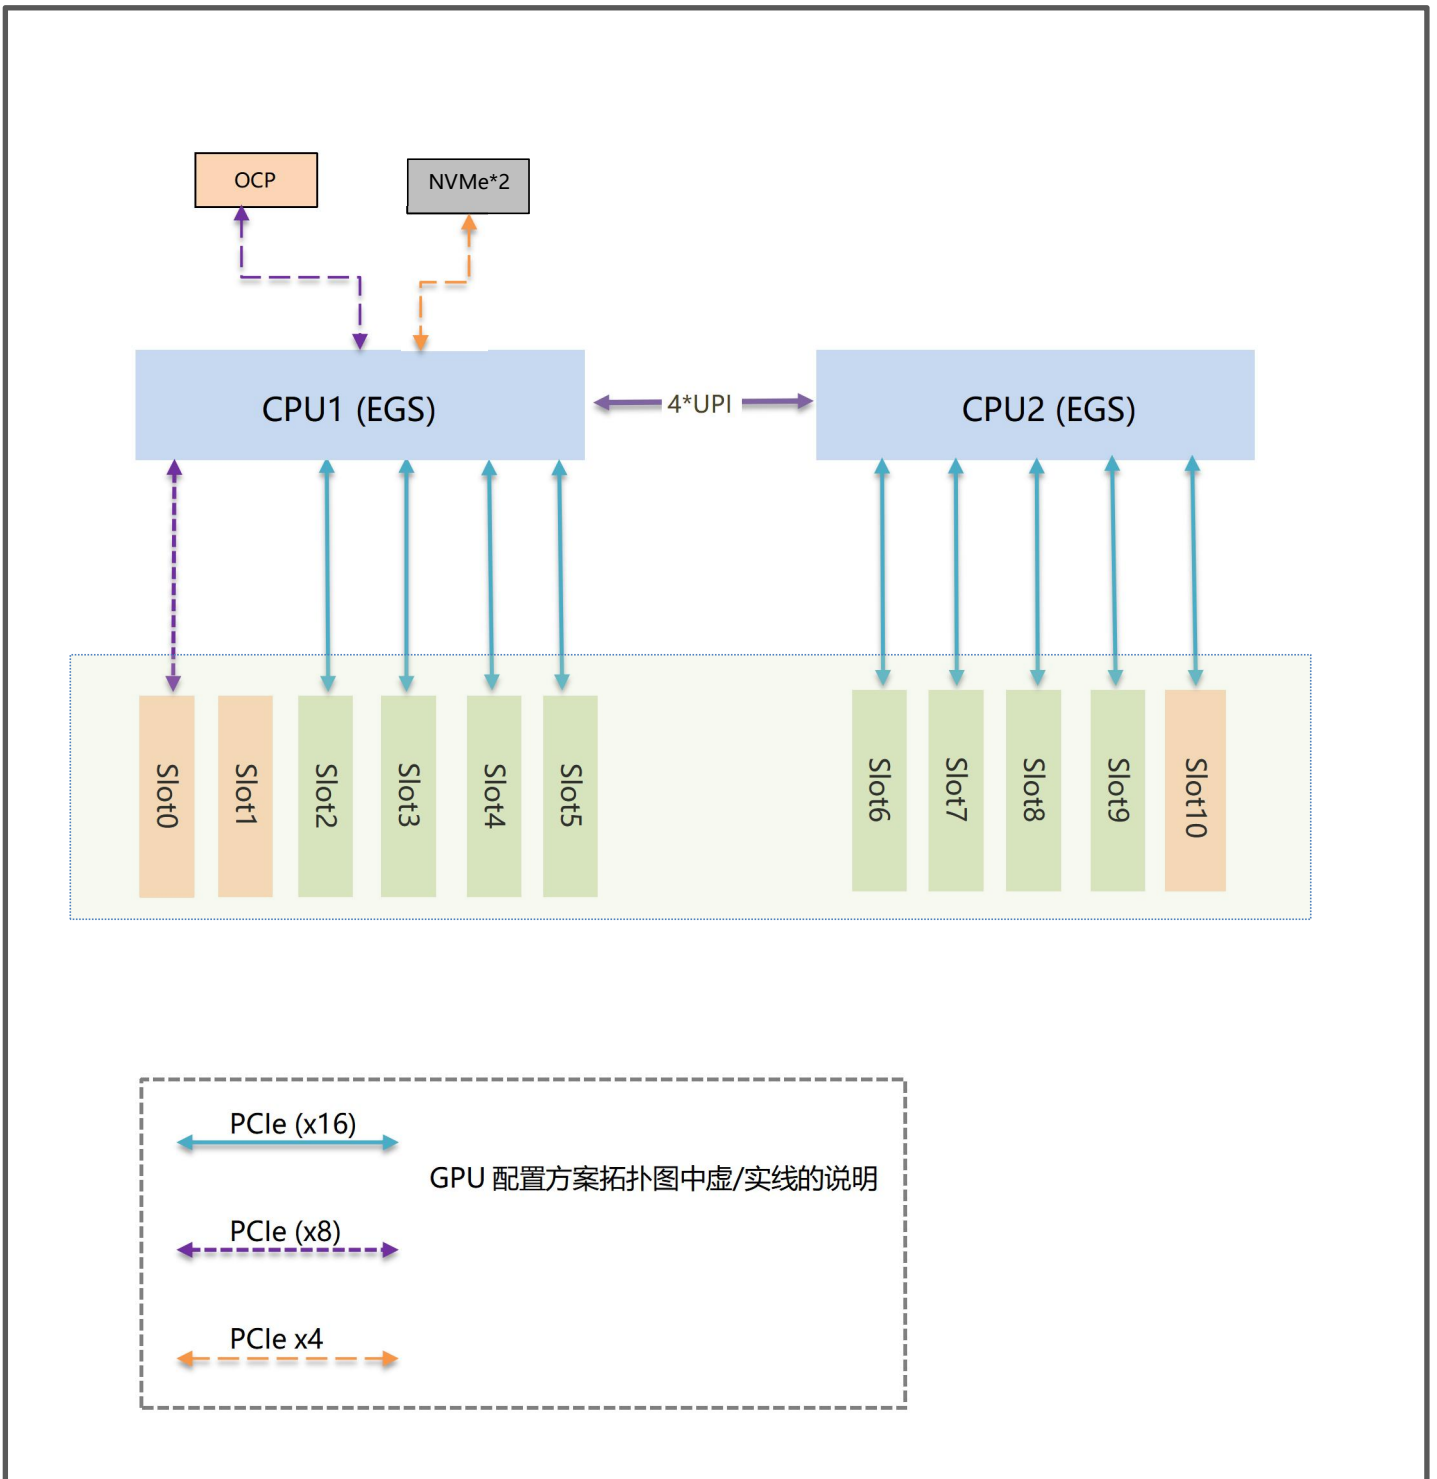 OCP
NVMe*2
CPU1 (EGS)
4*UPI
CPU2 (EGS)
Slot0
Slot1
Slot2
Slot3
Slot4
Slot5
Slot6
Slot7
Slot8
Slot9
Slot10
PCIe (x16)
GPU 配置方案拓扑图中虚/实线的说明
PCIe (x8)
PCIe x4